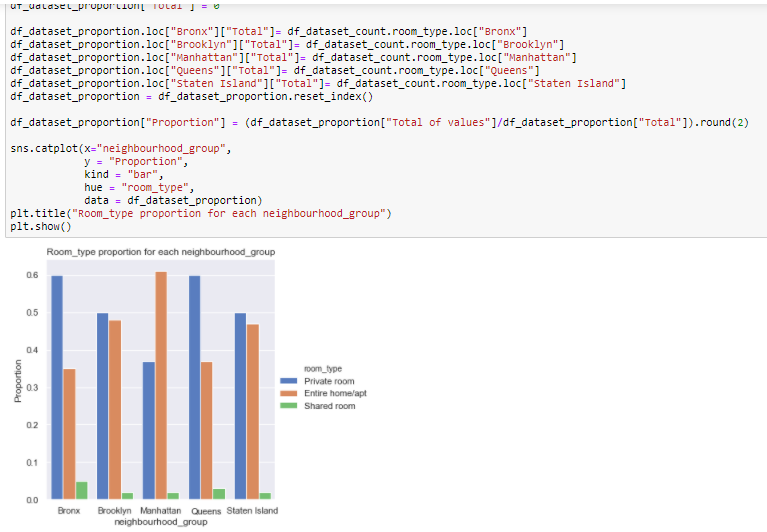 df_dataset_proportion["Total"] = 0
df_dataset_proportion.loc["Bronx"]["Total"]= df_dataset_count.room_type.loc["Bronx"]
df_dataset_proportion.loc["Brooklyn"]["Total"]= df_dataset_count.room_type.loc["Brooklyn"]
df_dataset_proportion.loc["Manhattan"]["Total"]= df_dataset_count.room_type.loc["Manhattan"]
df_dataset_proportion.loc["Queens"]["Total"]= df_dataset_count.room_type.loc["Queens"]
df_dataset_proportion.loc["Staten Island"]["Total"]= df_dataset_count.room_type.loc["Staten Island"]
df_dataset_proportion = df_dataset_proportion.reset_index()
df_dataset_proportion["Proportion"] = (df_dataset_proportion["Total of values"]/df_dataset_proportion["Total"]).round(2)
sns.catplot(x="neighbourhood_group",
y = "Proportion",
kind = "bar",
hue = "room_type",
data = df_dataset_proportion)
plt.title("Room_type proportion for each neighbourhood_group")
plt.show()
Room_type proportion for each neighbourhood_group
0.6
0.5
0.4
0.3
0.2
0.1
0.0
Proportion
room_type
Private room
Entire home/apt
Shared room
Bronx Brooklyn Manhattan Queens Staten Island
neighbourhood_group